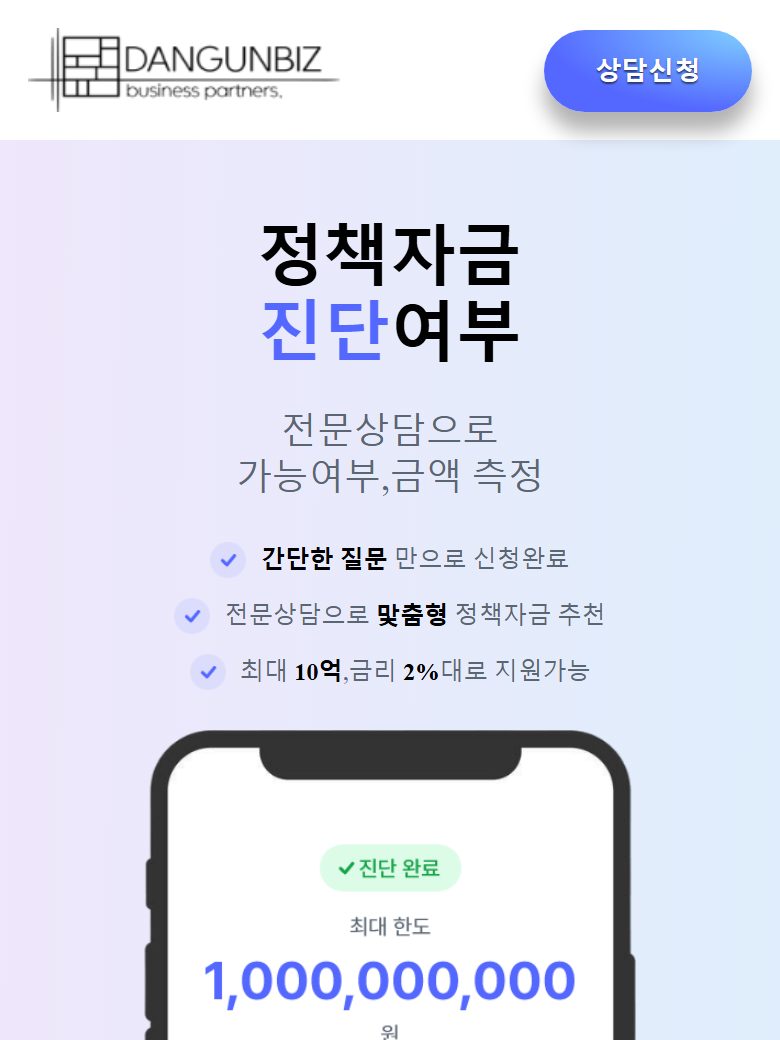 DANGUNBIZ
business partners.
상담신청
정책자금
진단여부
전문상담으로
가능여부,금액 측정
간단한 질문 만으로 신청완료
전문상담으로 맞춤형 정책자금 추천
최대 10억,금리 2%대로 지원가능
진단 완료
최대 한도
1,000,000,000
원